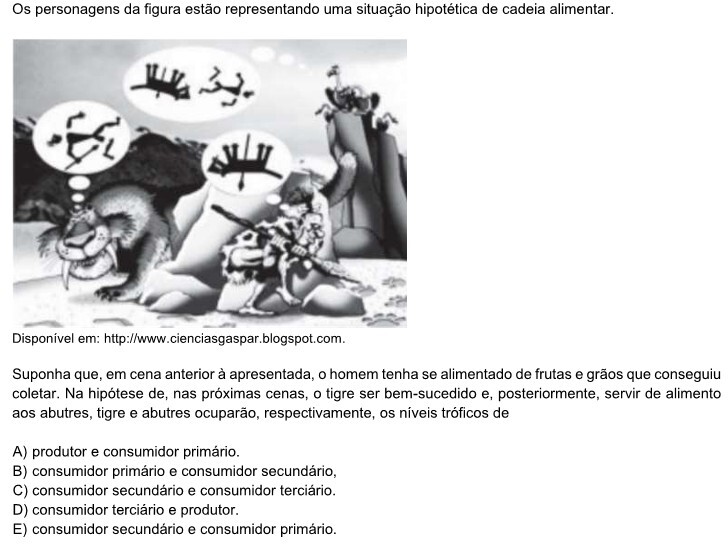 Os personagens da figura estão representando uma situação hipotética de cadeia alimentar.
Disponível em: http://www.cienciasgaspar.blogspot.com.
Suponha que, em cena anterior à apresentada, o homem tenha se alimentado de frutas e grãos que conseguiu
coletar. Na hipótese de, nas próximas cenas, o tigre ser bem-sucedido e, posteriormente, servir de alimento
aos abutres, tigre e abutres ocuparão, respectivamente, os níveis tróficos de
A) produtor e consumidor primário.
B) consumidor primário e consumidor secundário,
C) consumidor secundário e consumidor terciário.
D) consumidor terciário e produtor.
E) consumidor secundário e consumidor primário.